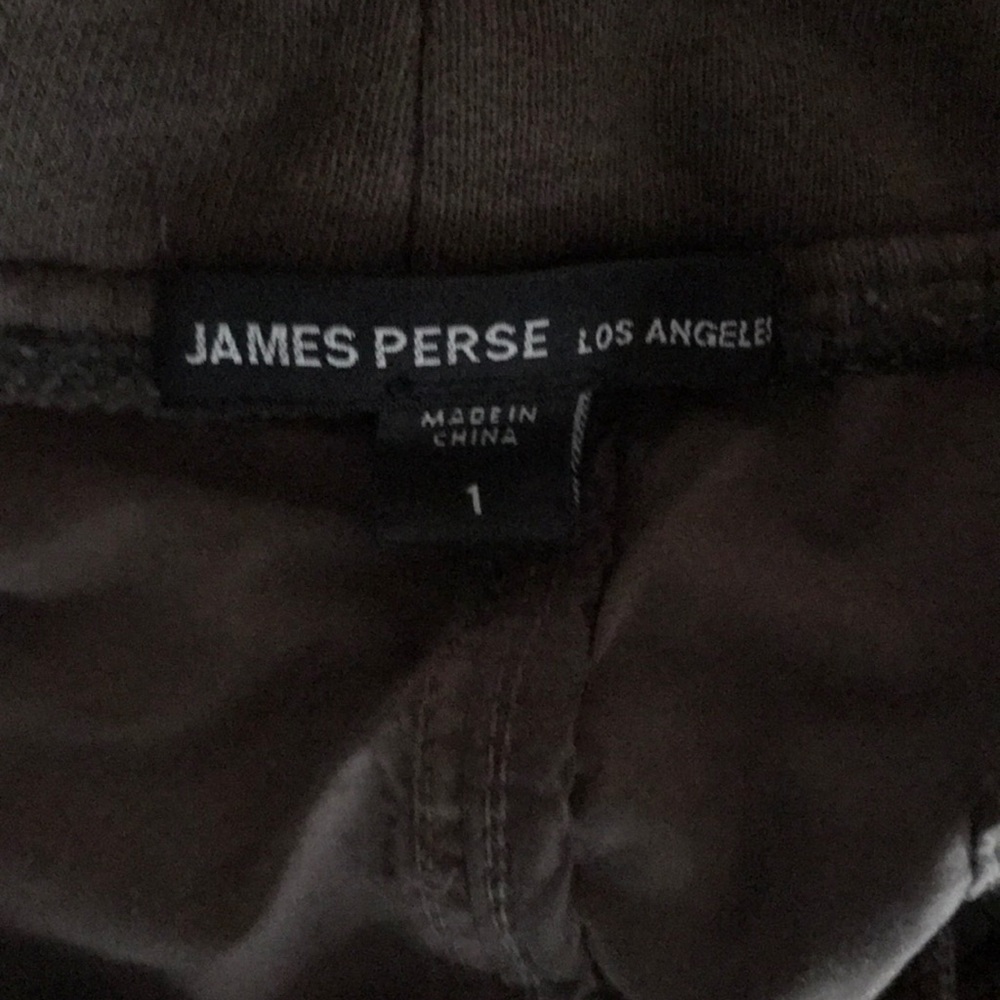 JAMES PERSE LOS ANGELES
MADE IN
CHINA
1